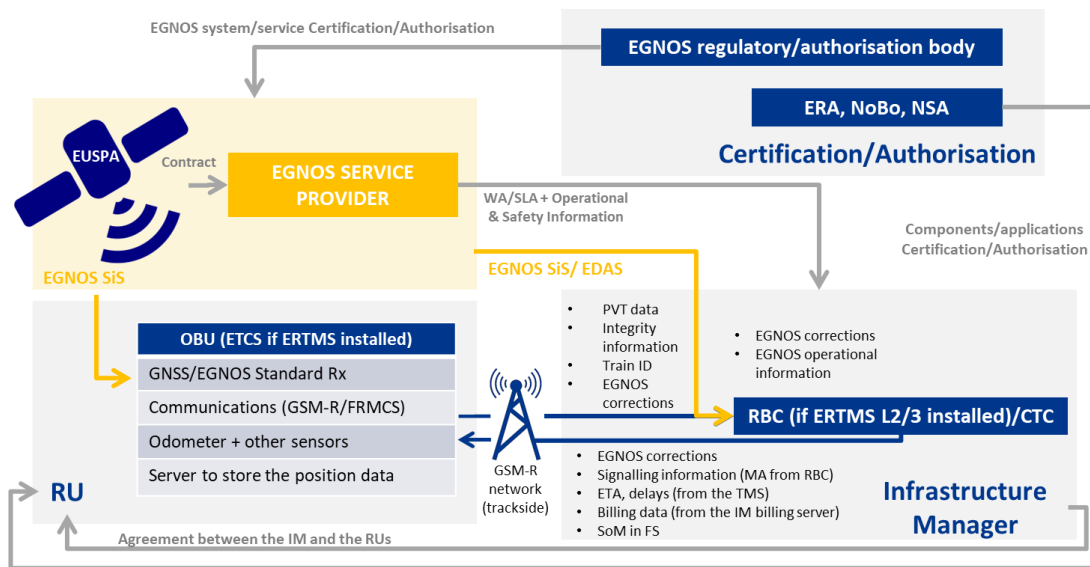 EGNOS system/service Certification/Authorisation
EGNOS regulatory/authorisation body
ERA, NoBo, NSA
Certification/Authorisation
EUSPA
Contract
EGNOS SERVICE
PROVIDER
WA/SLA + Operational
& Safety Information
Components/applications
Certification/Authorisation
EGNOS SiS
EGNOS SiS/ EDAS
OBU (ETCS if ERTMS installed)
GNSS/EGNOS Standard Rx
Communications (GSM-R/FRMCS)
Odometer + other sensors
Server to store the position data
RU
GSM-R
network
(trackside)
• PVT data
• Integrity
information
• Train ID
• EGNOS
corrections
• EGNOS corrections
• EGNOS operational
information
RBC (if ERTMS L2/3 installed)/CTC
• EGNOS corrections
• Signalling information (MA from RBC)
• ETA, delays (from the TMS)
• Billing data (from the IM billing server)
• SoM in FS
Infrastructure
Manager
Agreement between the IM and the RUs